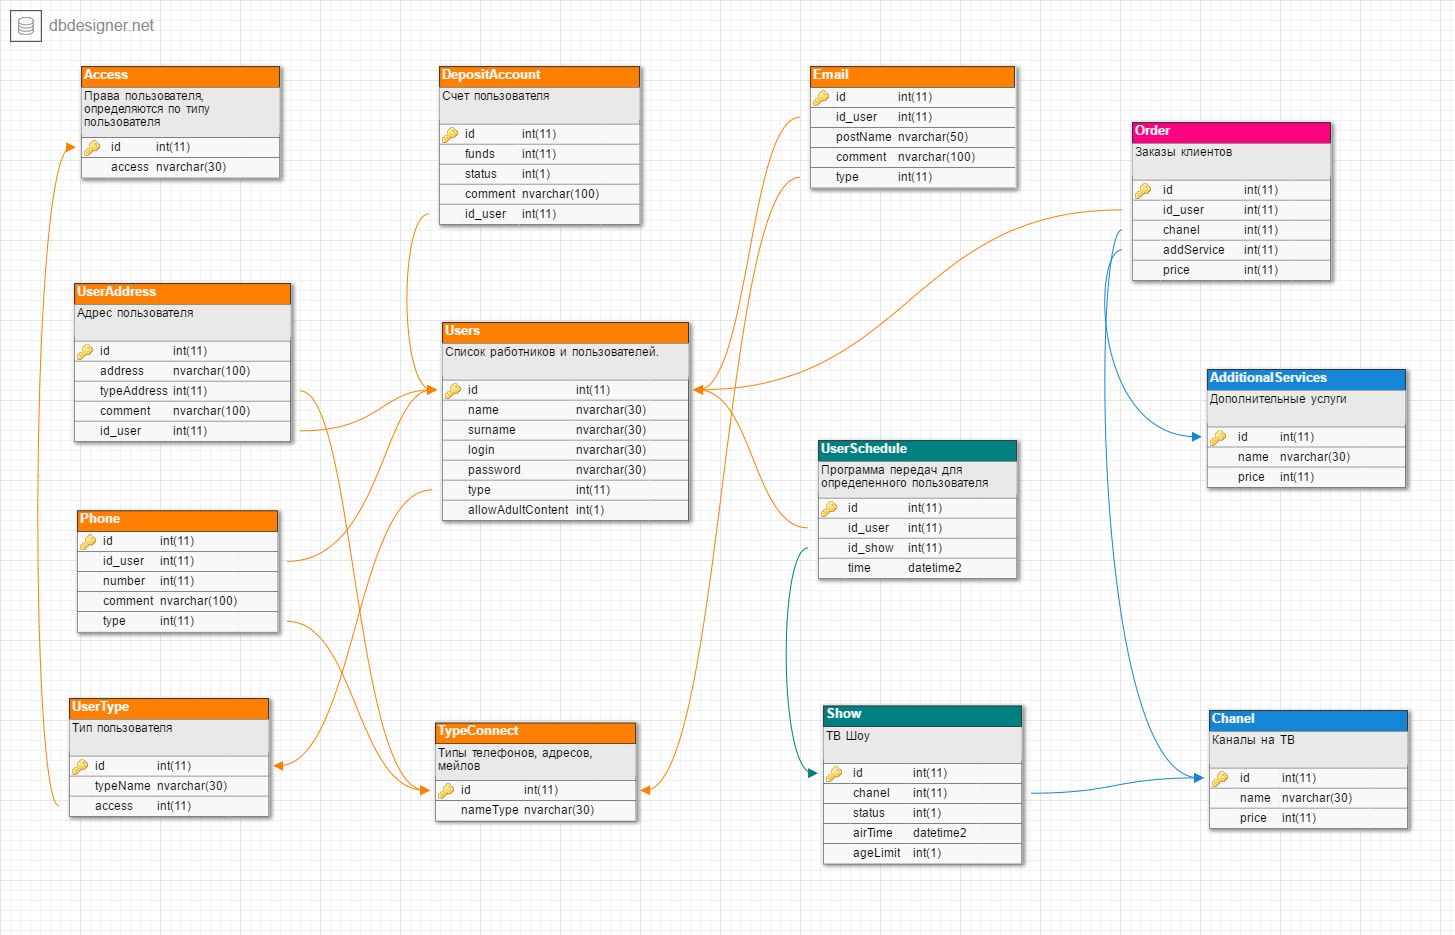 dbdesigner.net
Access
Права пользователя,
определяются по типу
пользователя
id int(11)
access nvarchar(30)
DepositAccount
Счет пользователя
id int(11)
funds int(11)
status int(1)
comment nvarchar(100)
id_user int(11)
Email
id int(11)
id_user int(11)
postName nvarchar(50)
comment nvarchar(100)
type int(11)
Order
Заказы клиентов
id int(11)
id_user int(11)
chanel int(11)
addService int(11)
price int(11)
UserAddress
Адрес пользователя
id int(11)
address nvarchar(100)
typeAddress int(11)
comment nvarchar(100)
id_user int(11)
Users
Список работников и пользователей.
id int(11)
name nvarchar(30)
surname nvarchar(30)
login nvarchar(30)
password nvarchar(30)
type int(11)
allowAdultContent int(1)
AdditionalServices
Дополнительные услуги
id int(11)
name nvarchar(30)
price int(11)
UserSchedule
Программа передач для
определенного пользователя
id int(11)
id_user int(11)
id_show int(11)
time datetime2
Phone
id int(11)
id_user int(11)
number int(11)
comment nvarchar(100)
type int(11)
UserType
Тип пользователя
id int(11)
typeName nvarchar(30)
access int(11)
TypeConnect
Типы телефонов, адресов,
мейлов
id int(11)
nameType nvarchar(30)
Show
ТВ Шоу
id int(11)
chanel int(11)
status int(1)
airTime datetime2
ageLimit int(1)
Chanel
Каналы на ТВ
id int(11)
name nvarchar(30)
price int(11)